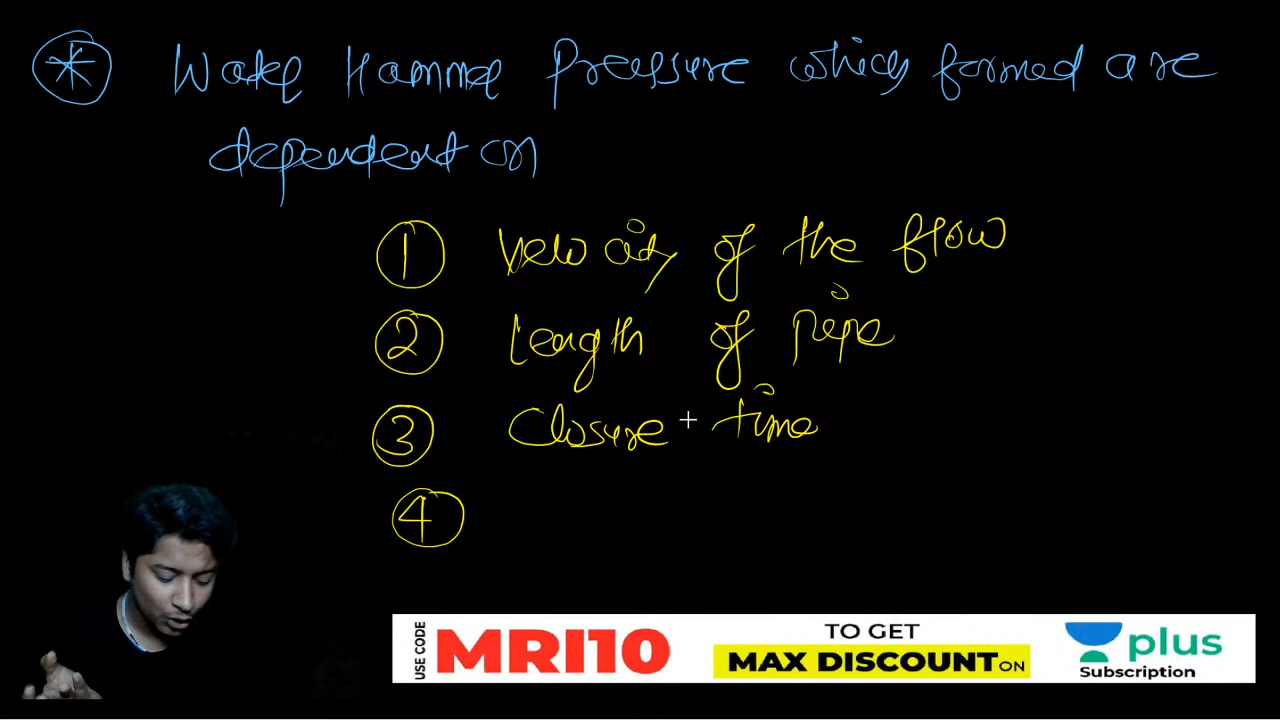 * Water Hammer Pressure which formed are
dependent on
1 Velocity of the flow
2 Length of Pipe
3 Closure time
4
USE CODE
MRI10
TO GET
MAX DISCOUNT ON
plus
Subscription